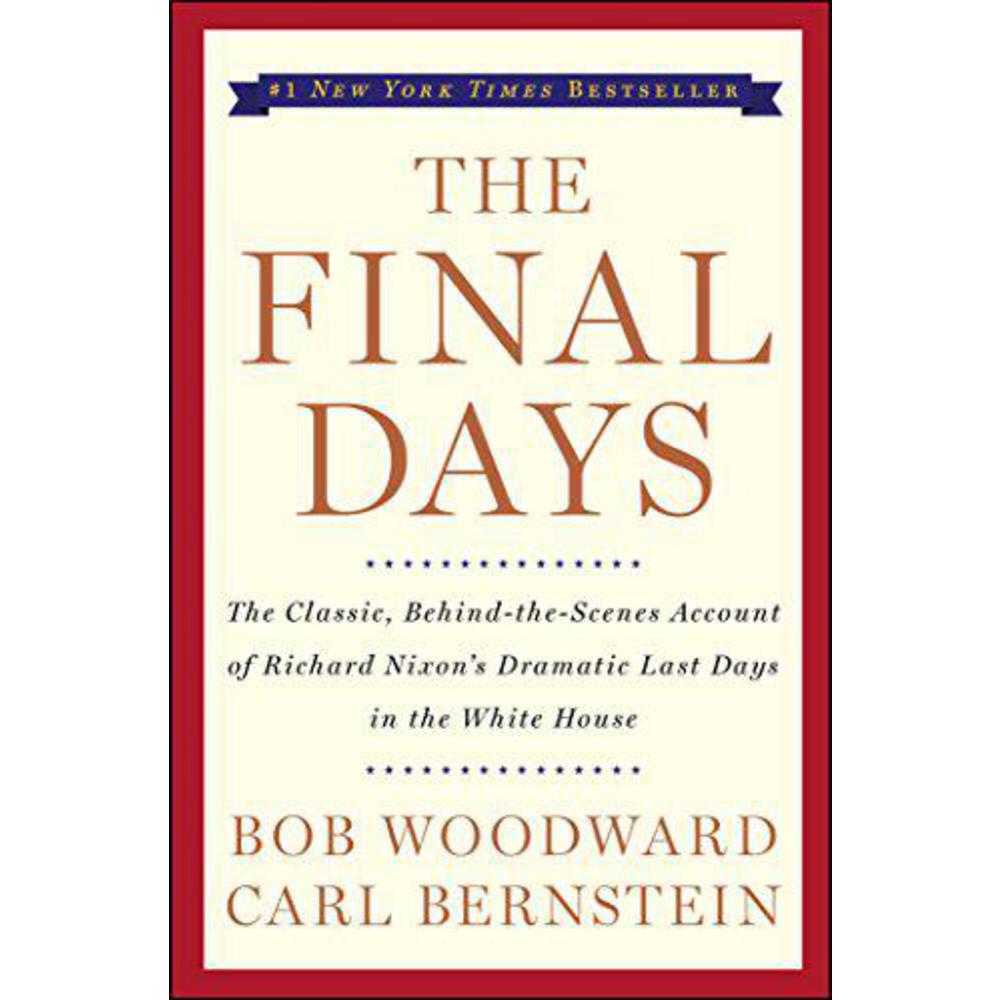 #1 New York Times Bestseller
THE
FINAL
DAYS
The Classic, Behind-the-Scenes Account
of Richard Nixon's Dramatic Last Days
in the White House
BOB WOODWARD
CARL BERNSTEIN